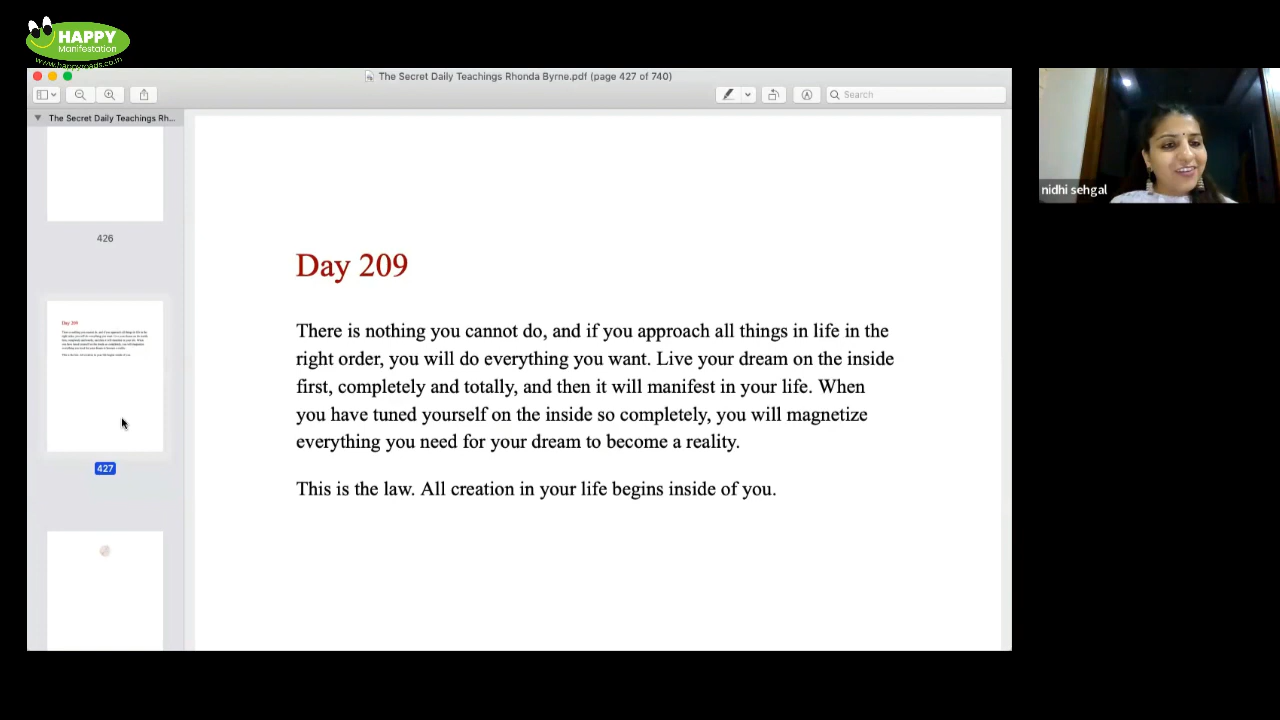 HAPPY
Manifestation
www.happyrads.co.in
The Secret Daily Teachings Rhonda Byrne.pdf (page 427 of 740)
Search
The Secret Daily Teachings Rh...
426
427
Day 209
There is nothing you cannot do, and if you approach all things in life in the
right order, you will do everything you want. Live your dream on the inside
first, completely and totally, and then it will manifest in your life. When
you have tuned yourself on the inside so completely, you will magnetize
everything you need for your dream to become a reality.
This is the law. All creation in your life begins inside of you.
nidhi sehgal